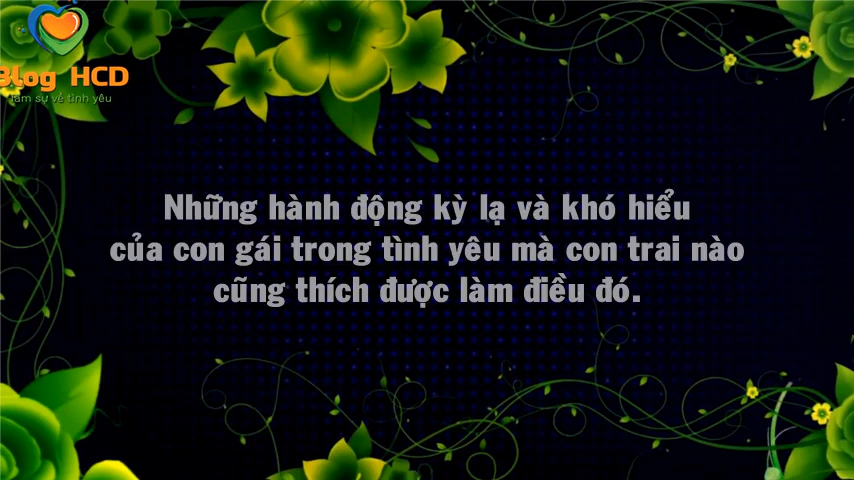 Blog HCD
Tâm sự về tình yêu
Những hành động kỳ lạ và khó hiểu
của con gái trong tình yêu mà con trai nào
cũng thích được làm điều đó.